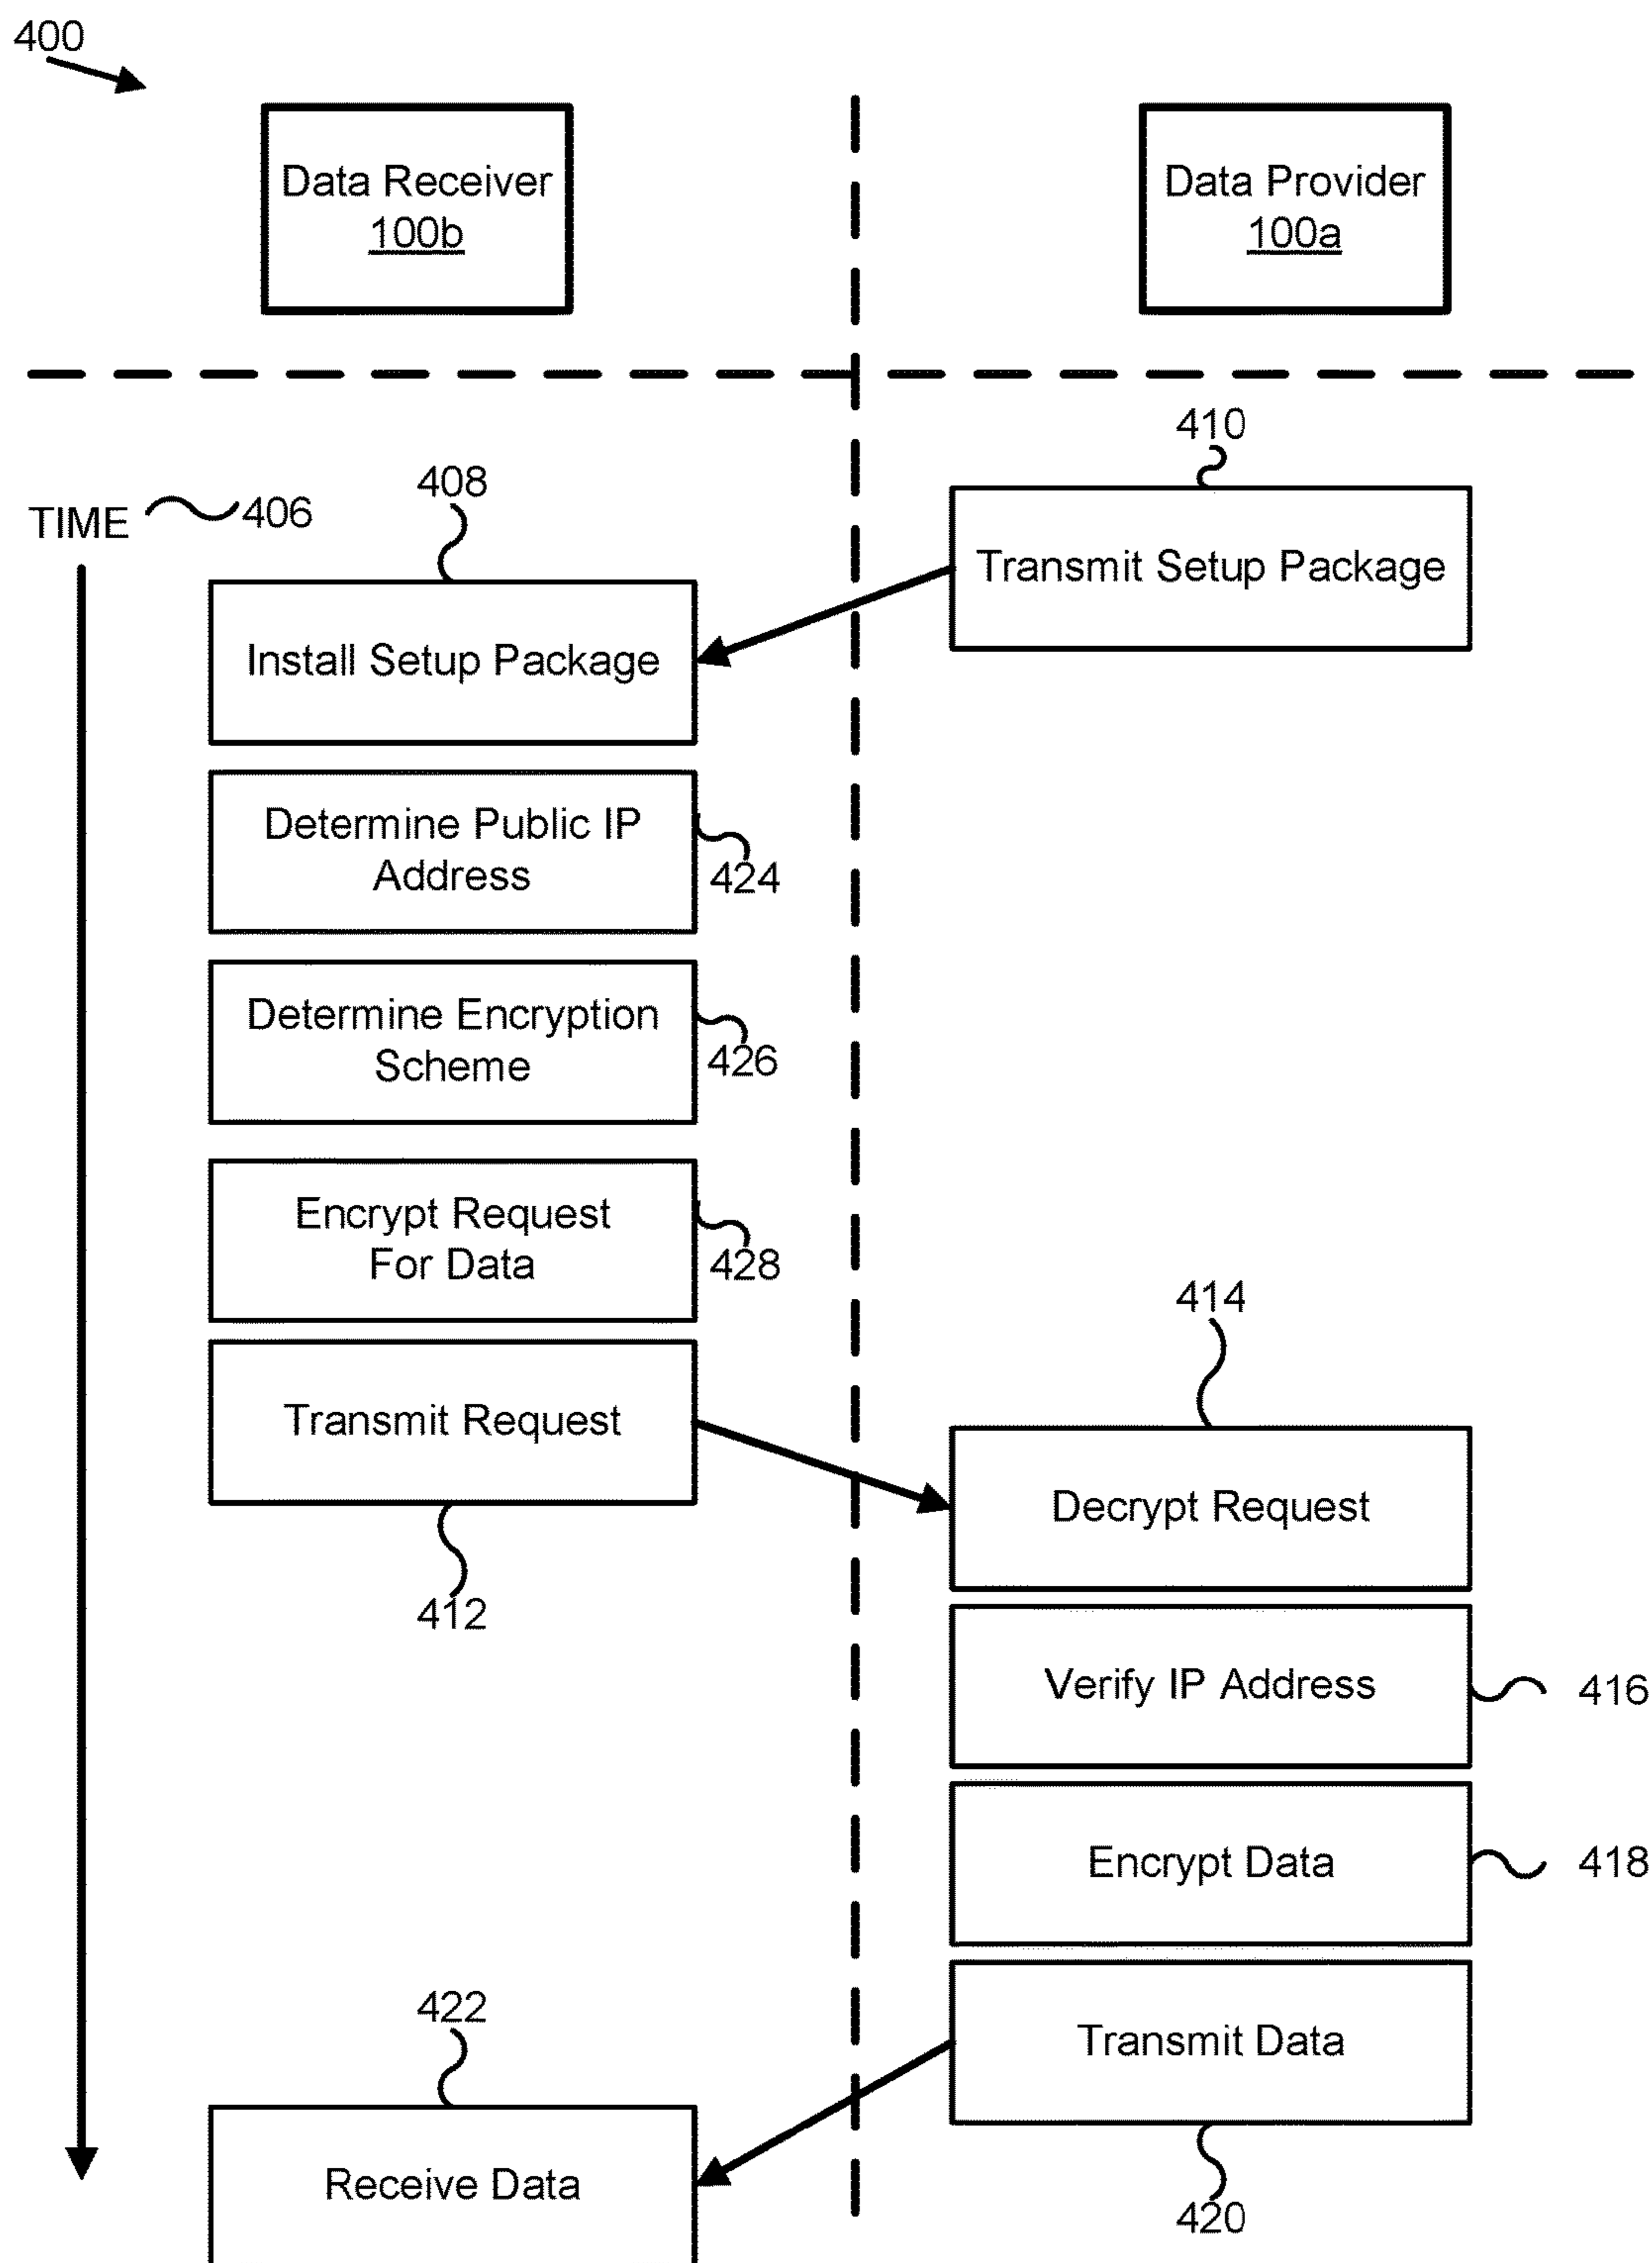 400
Data Receiver
100b
Data Provider
100a
410
408
TIME
406
Transmit Setup Package
Install Setup Package
Determine Public IP
Address
424
Determine Encryption
Scheme
426
Encrypt Request
For Data
428
414
Transmit Request
Decrypt Request
412
Verify IP Address
416
Encrypt Data
418
422
Transmit Data
Receive Data
420